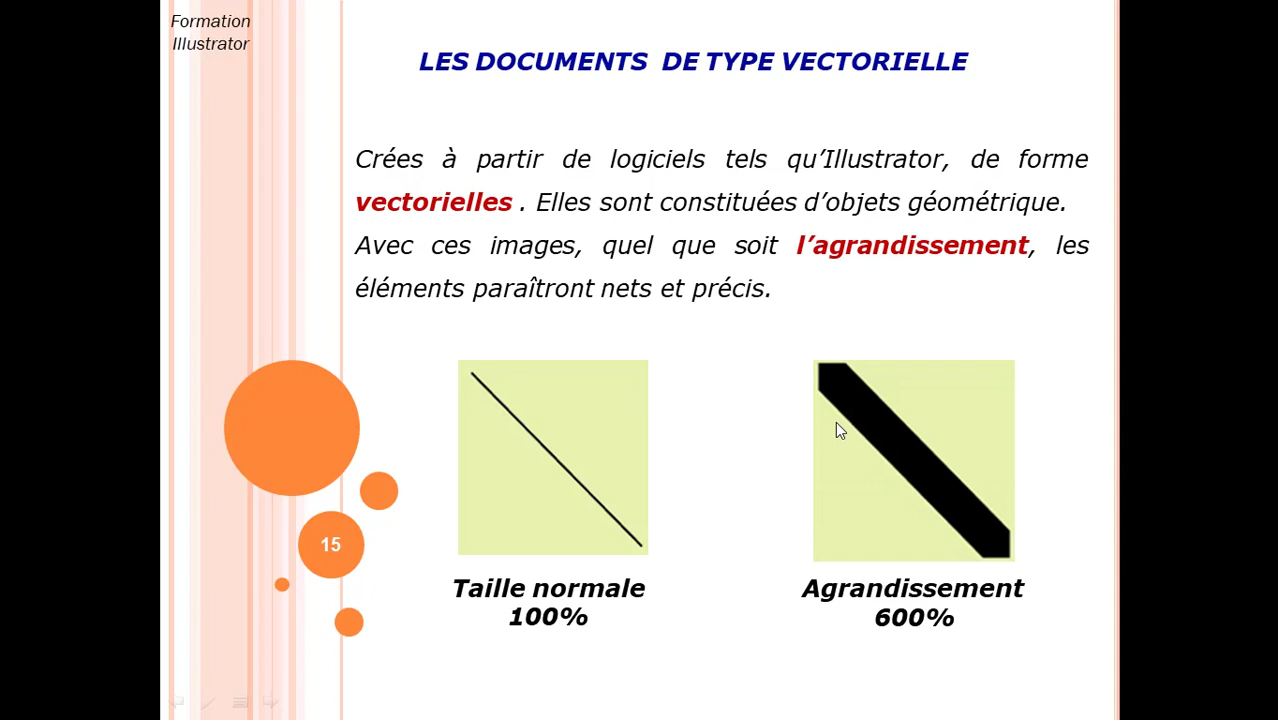 Formation
Illustrator
LES DOCUMENTS DE TYPE VECTORIELLE
Crées à partir de logiciels tels qu’Illustrator, de forme
vectorielles . Elles sont constituées d’objets géométrique.
Avec ces images, quel que soit l’agrandissement, les
éléments paraîtront nets et précis.
15
Taille normale
100%
Agrandissement
600%